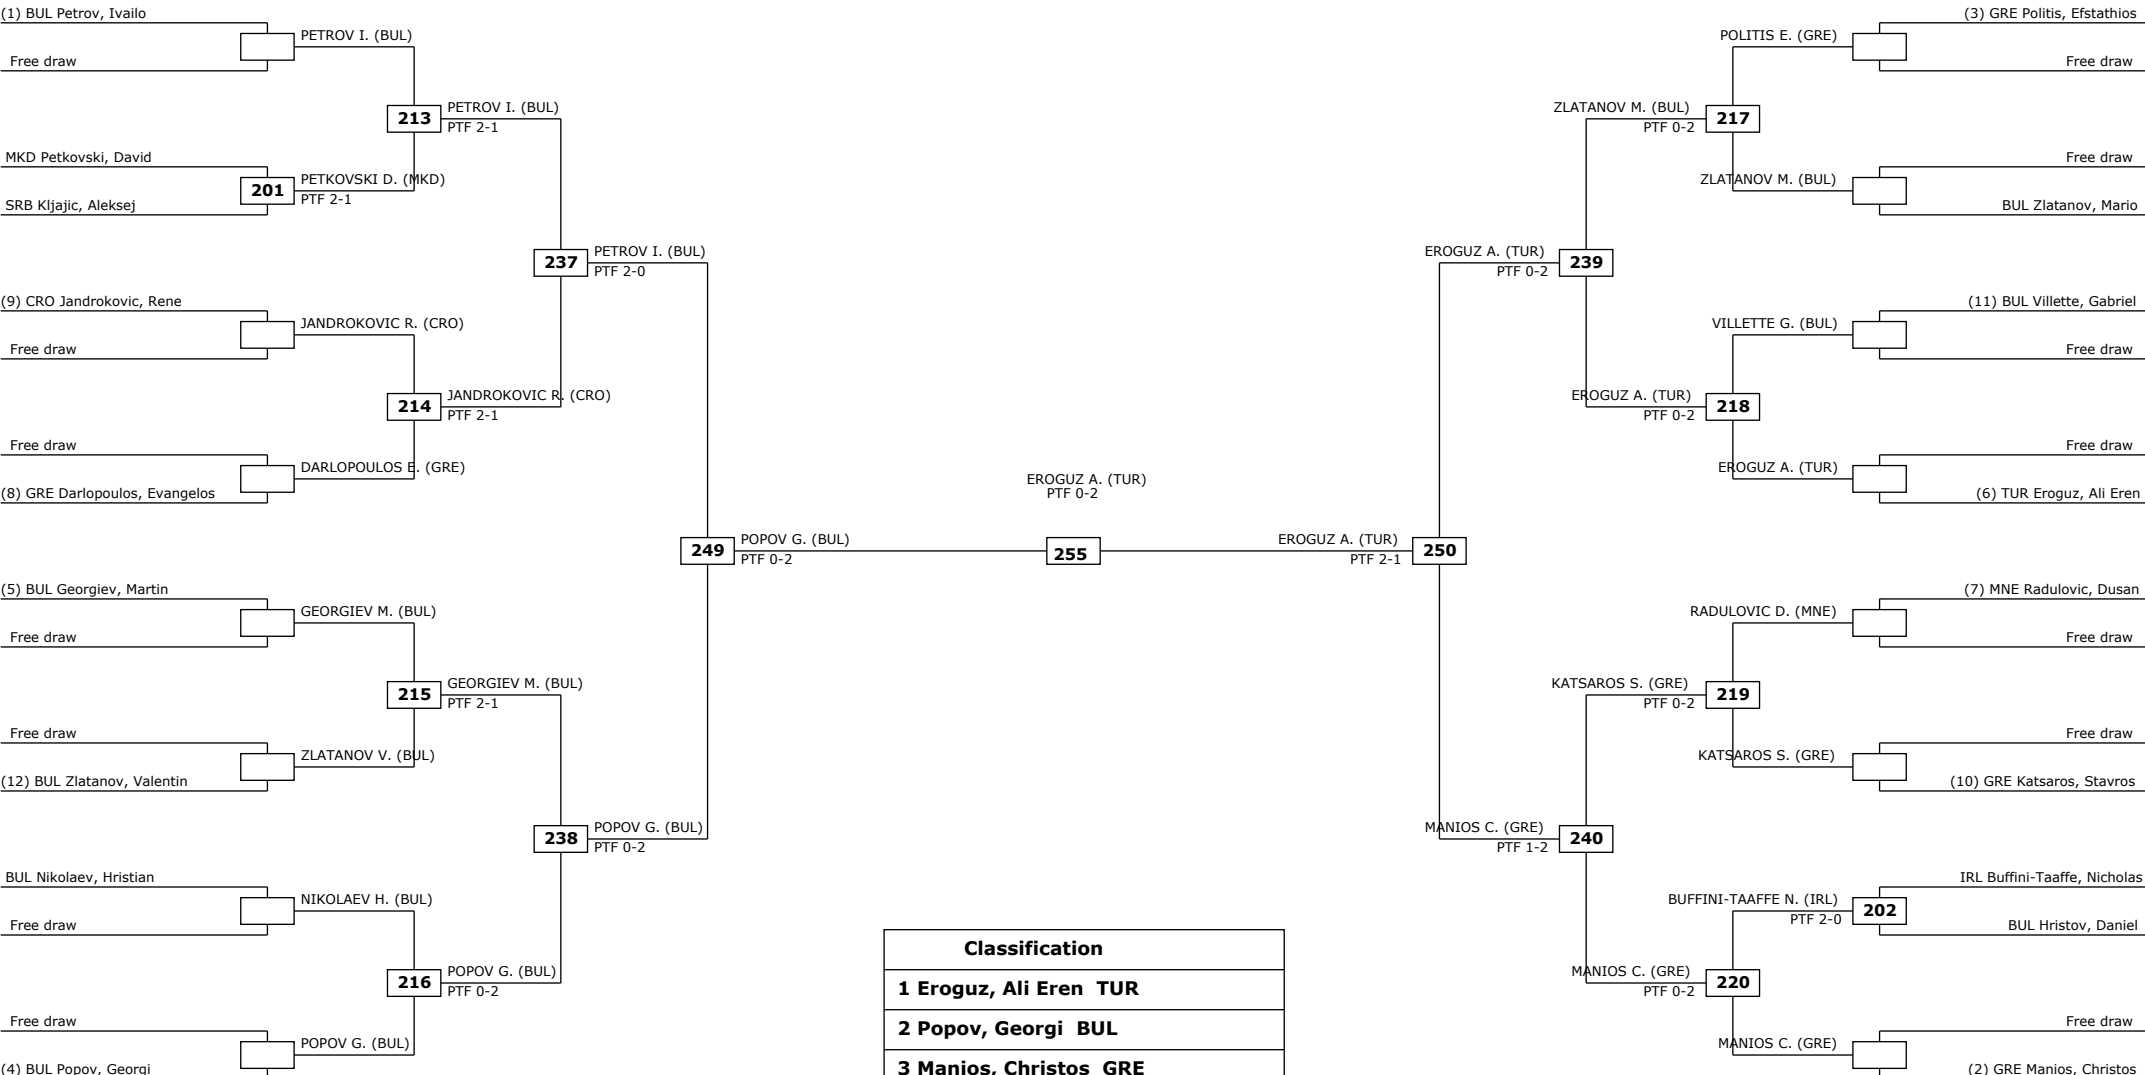 (1) BUL Petrov, Ivailo
PETROV I. (BUL)
Free draw
213
PETROV I. (BUL)
PTF 2-1
MKD Petkovski, David
201
PETKOVSKI D. (MKD)
PTF 2-1
SRB Kljajic, Aleksej
237
PETROV I. (BUL)
PTF 2-0
(9) CRO Jandrokovic, Rene
JANDROKOVIC R. (CRO)
Free draw
214
JANDROKOVIC R. (CRO)
PTF 2-1
Free draw
DARLOPOULOS E. (GRE)
(8) GRE Darlopoulos, Evangelos
249
POPOV G. (BUL)
PTF 0-2
(5) BUL Georgiev, Martin
GEORGIEV M. (BUL)
Free draw
215
GEORGIEV M. (BUL)
PTF 2-1
Free draw
ZLATANOV V. (BUL)
(12) BUL Zlatanov, Valentin
238
POPOV G. (BUL)
PTF 0-2
BUL Nikolaev, Hristian
NIKOLAEV H. (BUL)
Free draw
216
POPOV G. (BUL)
PTF 0-2
Free draw
POPOV G. (BUL)
(4) BUL Popov, Georgi
EROGUZ A. (TUR)
PTF 0-2
255
(3) GRE Politis, Efstathios
POLITIS E. (GRE)
Free draw
ZLATANOV M. (BUL)
PTF 0-2
217
Free draw
ZLATANOV M. (BUL)
BUL Zlatanov, Mario
EROGUZ A. (TUR)
PTF 0-2
239
(11) BUL Villette, Gabriel
VILLETTE G. (BUL)
Free draw
EROGUZ A. (TUR)
PTF 0-2
218
Free draw
EROGUZ A. (TUR)
(6) TUR Eroguz, Ali Eren
EROGUZ A. (TUR)
PTF 2-1
250
(7) MNE Radulovic, Dusan
RADULOVIC D. (MNE)
Free draw
KATSAROS S. (GRE)
PTF 0-2
219
Free draw
KATSAROS S. (GRE)
(10) GRE Katsaros, Stavros
MANIOS C. (GRE)
PTF 1-2
240
IRL Buffini-Taaffe, Nicholas
BUFFINI-TAAFFE N. (IRL)
PTF 2-0
202
BUL Hristov, Daniel
MANIOS C. (GRE)
PTF 0-2
220
Free draw
MANIOS C. (GRE)
(2) GRE Manios, Christos
Classification
1 Eroguz, Ali Eren TUR
2 Popov, Georgi BUL
3 Manios, Christos GRE